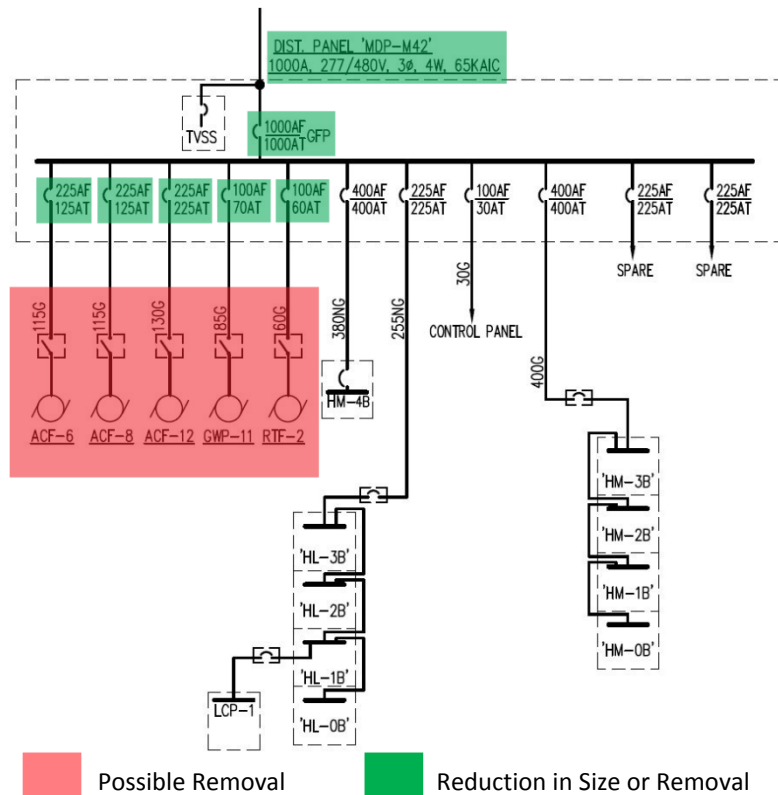 DIST. PANEL 'MDP-M42'
1000A, 277/480V, 3ø, 4W, 65KAIC
TVSS
1000AF
1000AT
GFP
225AF
125AT
225AF
125AT
225AF
225AT
100AF
70AT
100AF
60AT
400AF
400AT
225AF
225AT
100AF
30AT
400AF
400AT
225AF
225AT
225AF
225AT
115G
115G
130G
85G
60G
380NG
255NG
30G
400G
SPARE
SPARE
CONTROL PANEL
ACF-6
ACF-8
ACF-12
GWP-11
RTF-2
HM-4B
'HL-3B'
'HL-2B'
'HL-1B'
'HL-0B'
LCP-1
'HM-3B'
'HM-2B'
'HM-1B'
'HM-0B'
Possible Removal
Reduction in Size or Removal